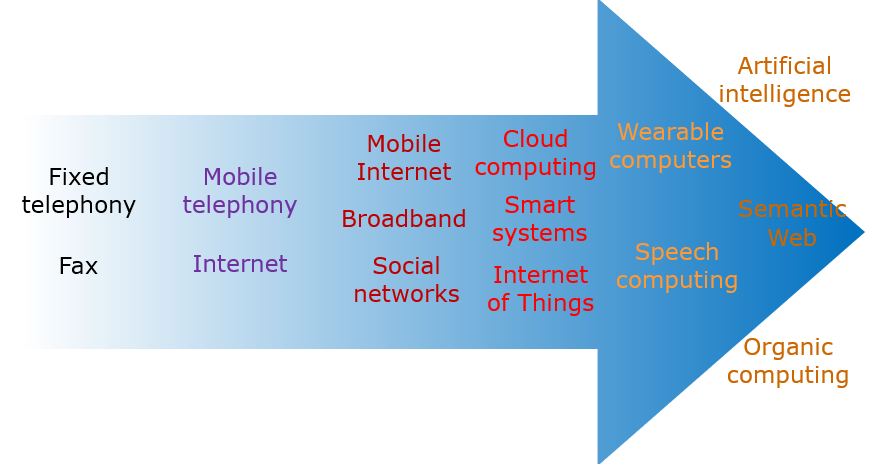 Fixed
telephony
Fax
Mobile
telephony
Internet
Mobile
Internet
Broadband
Social
networks
Cloud
computing
Smart
systems
Internet
of Things
Wearable
computers
Speech
computing
Artificial
intelligence
Semantic
Web
Organic
computing